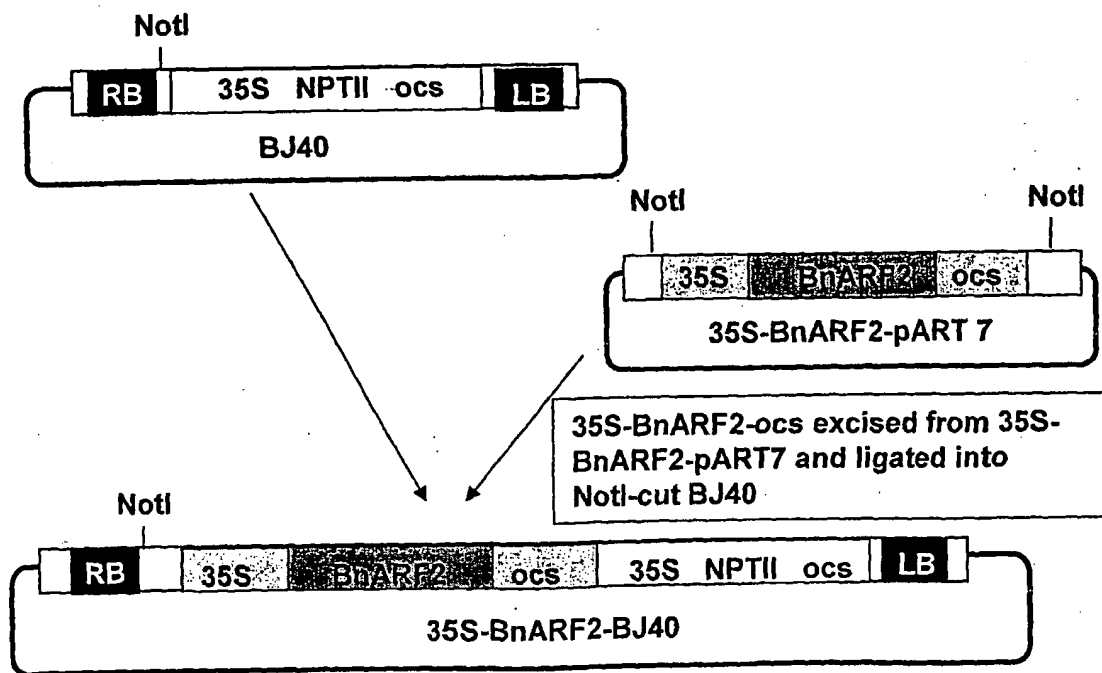 NotI
RB 35S NPTII ocs LB
BJ40
NotI NotI
35S BnARF2 ocs
35S-BnARF2-pART 7
35S-BnARF2-ocs excised from 35S-
BnARF2-pART7 and ligated into
NotI-cut BJ40
NotI
RB 35S BnARF2 ocs 35S NPTII ocs LB
35S-BnARF2-BJ40